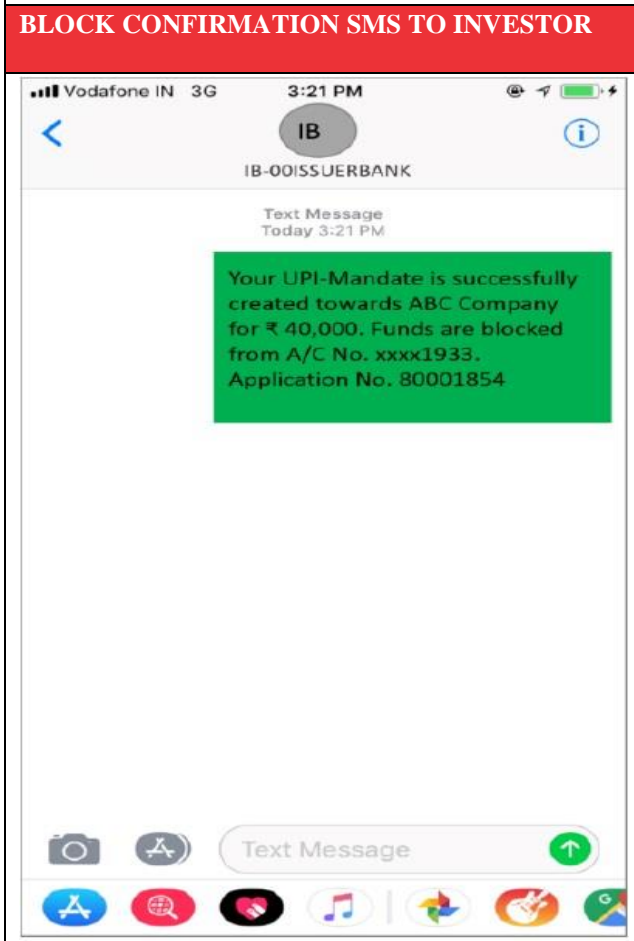 BLOCK CONFIRMATION SMS TO INVESTOR
Vodafone IN 3G 3:21 PM
IB
IB-00ISSUERBANK
Text Message
Today 3:21 PM
Your UPI-Mandate is successfully
created towards ABC Company
for ₹ 40,000. Funds are blocked
from A/C No. xxxx1933.
Application No. 80001854
Text Message